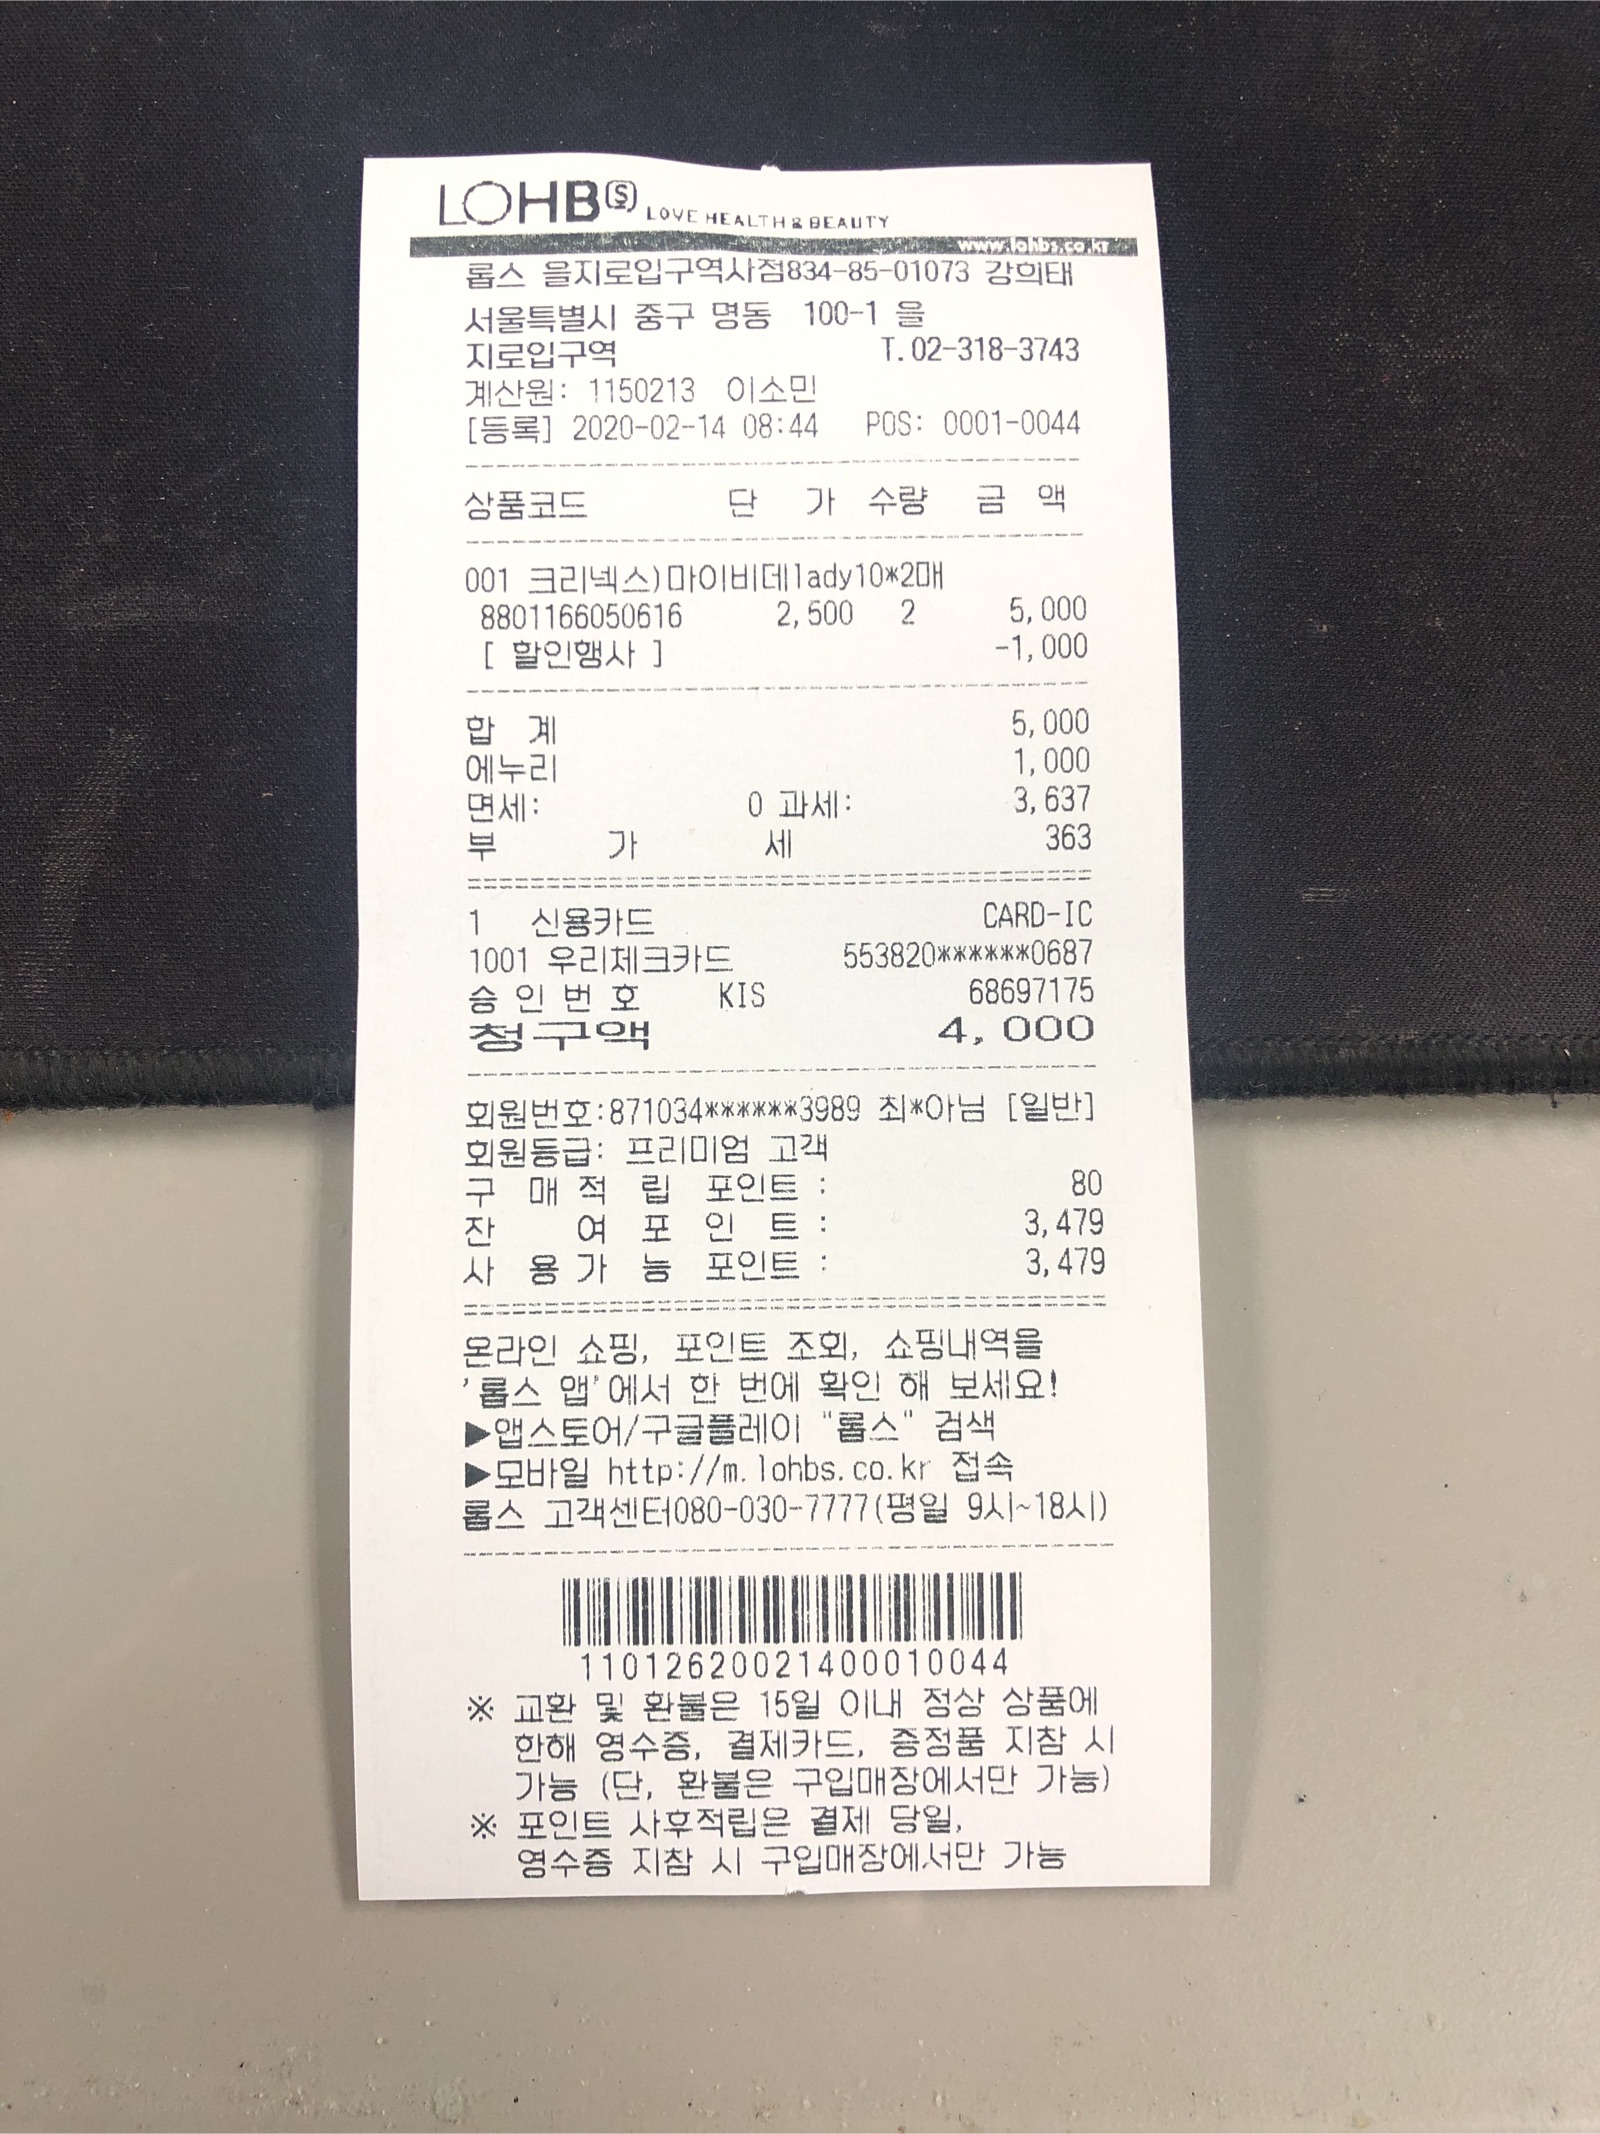 LOHBⓈ LOVE HEALTH & BEAUTY
www.lohbs.co.kr
롭스 을지로입구역사점834-85-01073 강희태
서울특별시 중구 명동 100-1 을
지로입구역 T.02-318-3743
계산원: 1150213 이소민
[등록] 2020-02-14 08:44 POS: 0001-0044
상품코드 단 가 수량 금 액
001 크리넥스)마이비데lady10*2매
8801166050616 2,500 2 5,000
[ 할인행사 ] -1,000
합 계 5,000
에누리 1,000
면세: 0 과세: 3,637
부 가 세 363
1 신용카드 CARD-IC
1001 우리체크카드 553820******0687
승 인 번 호 KIS 68697175
청구액 4,000
회원번호:871034******3989 최*아님 [일반]
회원등급: 프리미엄 고객
구 매 적 립 포인트 : 80
잔 여 포 인 트 : 3,479
사 용 가 능 포인트 : 3,479
온라인 쇼핑, 포인트 조회, 쇼핑내역을
'롭스 앱'에서 한 번에 확인 해 보세요!
▶앱스토어/구글플레이 "롭스" 검색
▶모바일 http://m.lohbs.co.kr 접속
롭스 고객센터080-030-7777(평일 9시~18시)
11012620021400010044
※ 교환 및 환불은 15일 이내 정상 상품에
한해 영수증, 결제카드, 증정품 지참 시
가능 (단, 환불은 구입매장에서만 가능)
※ 포인트 사후적립은 결제 당일,
영수증 지참 시 구입매장에서만 가능